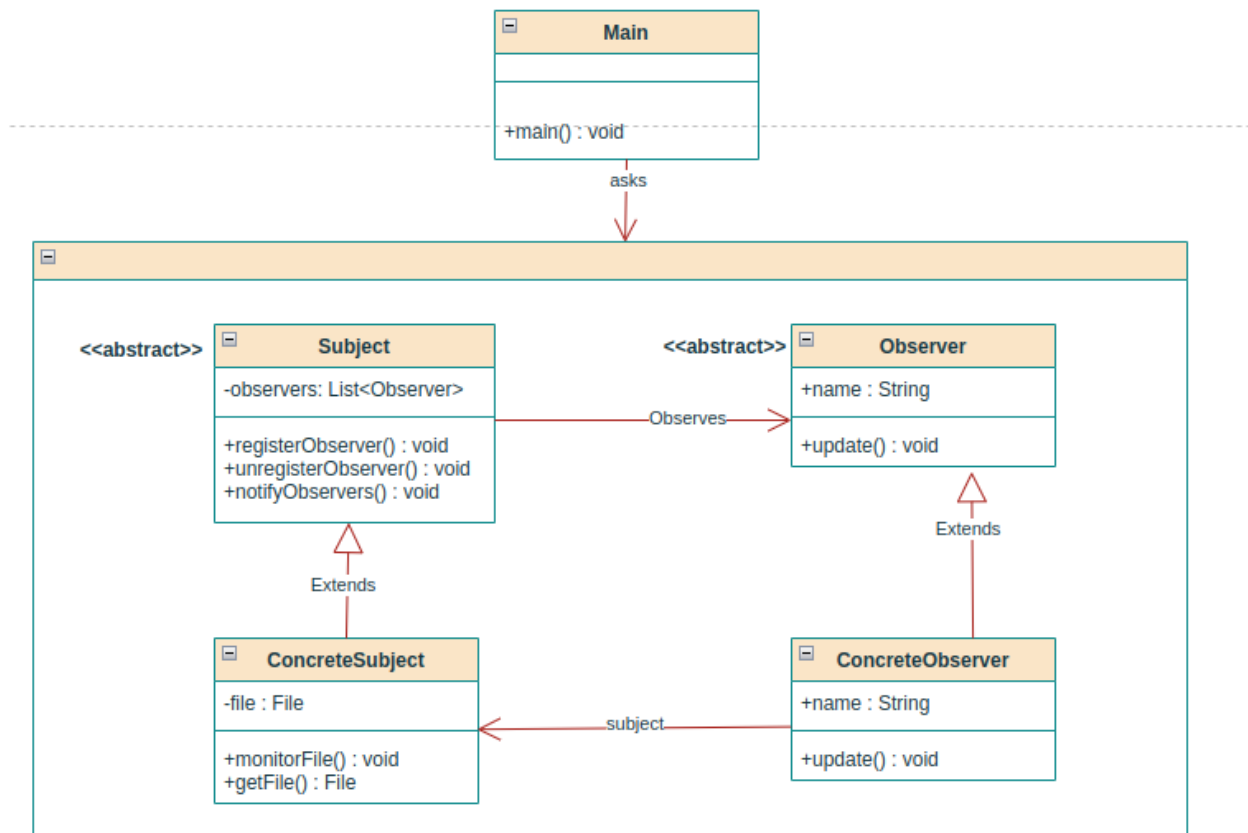 Main
+main() : void
asks
<<abstract>>
Subject
-observers: List<Observer>
+registerObserver() : void
+unregisterObserver() : void
+notifyObservers() : void
Observes
<<abstract>>
Observer
+name : String
+update() : void
Extends
Extends
ConcreteSubject
-file : File
+monitorFile() : void
+getFile() : File
subject
ConcreteObserver
+name : String
+update() : void